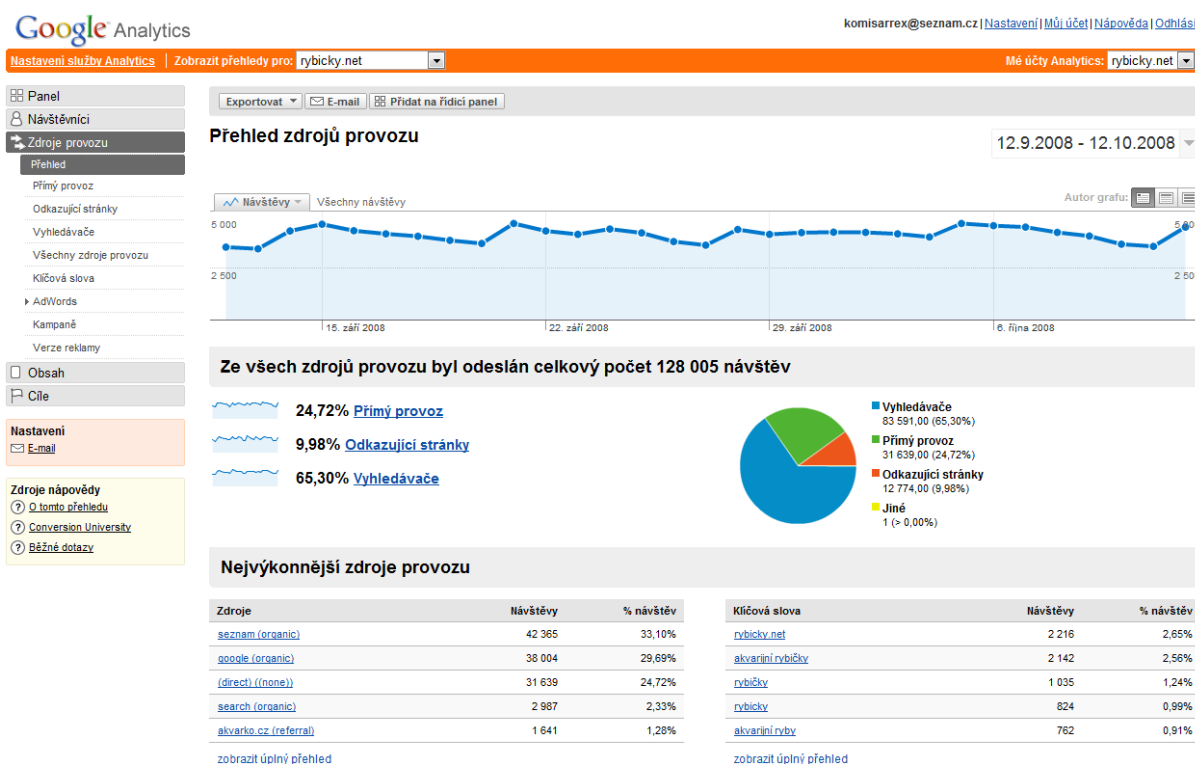 Google Analytics
komisarrex@seznam.cz | Nastavení | Můj účet | Nápověda | Odhlási
Nastavení služby Analytics | Zobrazit přehledy pro: rybicky.net
Mé účty Analytics: rybicky.net
Panel
Návštěvníci
Zdroje provozu
Přehled
Přímý provoz
Odkazující stránky
Vyhledávače
Všechny zdroje provozu
Klíčová slova
AdWords
Kampaně
Verze reklamy
Obsah
Cíle
Nastavení
E-mail
Zdroje nápovědy
O tomto přehledu
Conversion University
Běžné dotazy
Exportovat E-mail Přidat na řídicí panel
Přehled zdrojů provozu
12.9.2008 - 12.10.2008
Návštěvy Všechny návštěvy
Autor grafu:
5 000
2 500 2 50
15. září 2008 22. září 2008 29. září 2008 6. října 2008
Ze všech zdrojů provozu byl odeslán celkový počet 128 005 návštěv
24,72% Přímý provoz
9,98% Odkazující stránky
65,30% Vyhledávače
Vyhledávače
83 591,00 (65,30%)
Přímý provoz
31 639,00 (24,72%)
Odkazující stránky
12 774,00 (9,98%)
Jiné
1 (> 0,00%)
Nejvýkonnější zdroje provozu
Zdroje Návštěvy % návštěv
seznam (organic) 42 365 33,10%
google (organic) 38 004 29,69%
(direct) ((none)) 31 639 24,72%
search (organic) 2 987 2,33%
akvarko.cz (referral) 1 641 1,28%
zobrazit úplný přehled
Klíčová slova Návštěvy % návštěv
rybicky.net 2 216 2,65%
akvarijní rybičky 2 142 2,56%
rybičky 1 035 1,24%
rybicky 824 0,99%
akvarijní ryby 762 0,91%
zobrazit úplný přehled